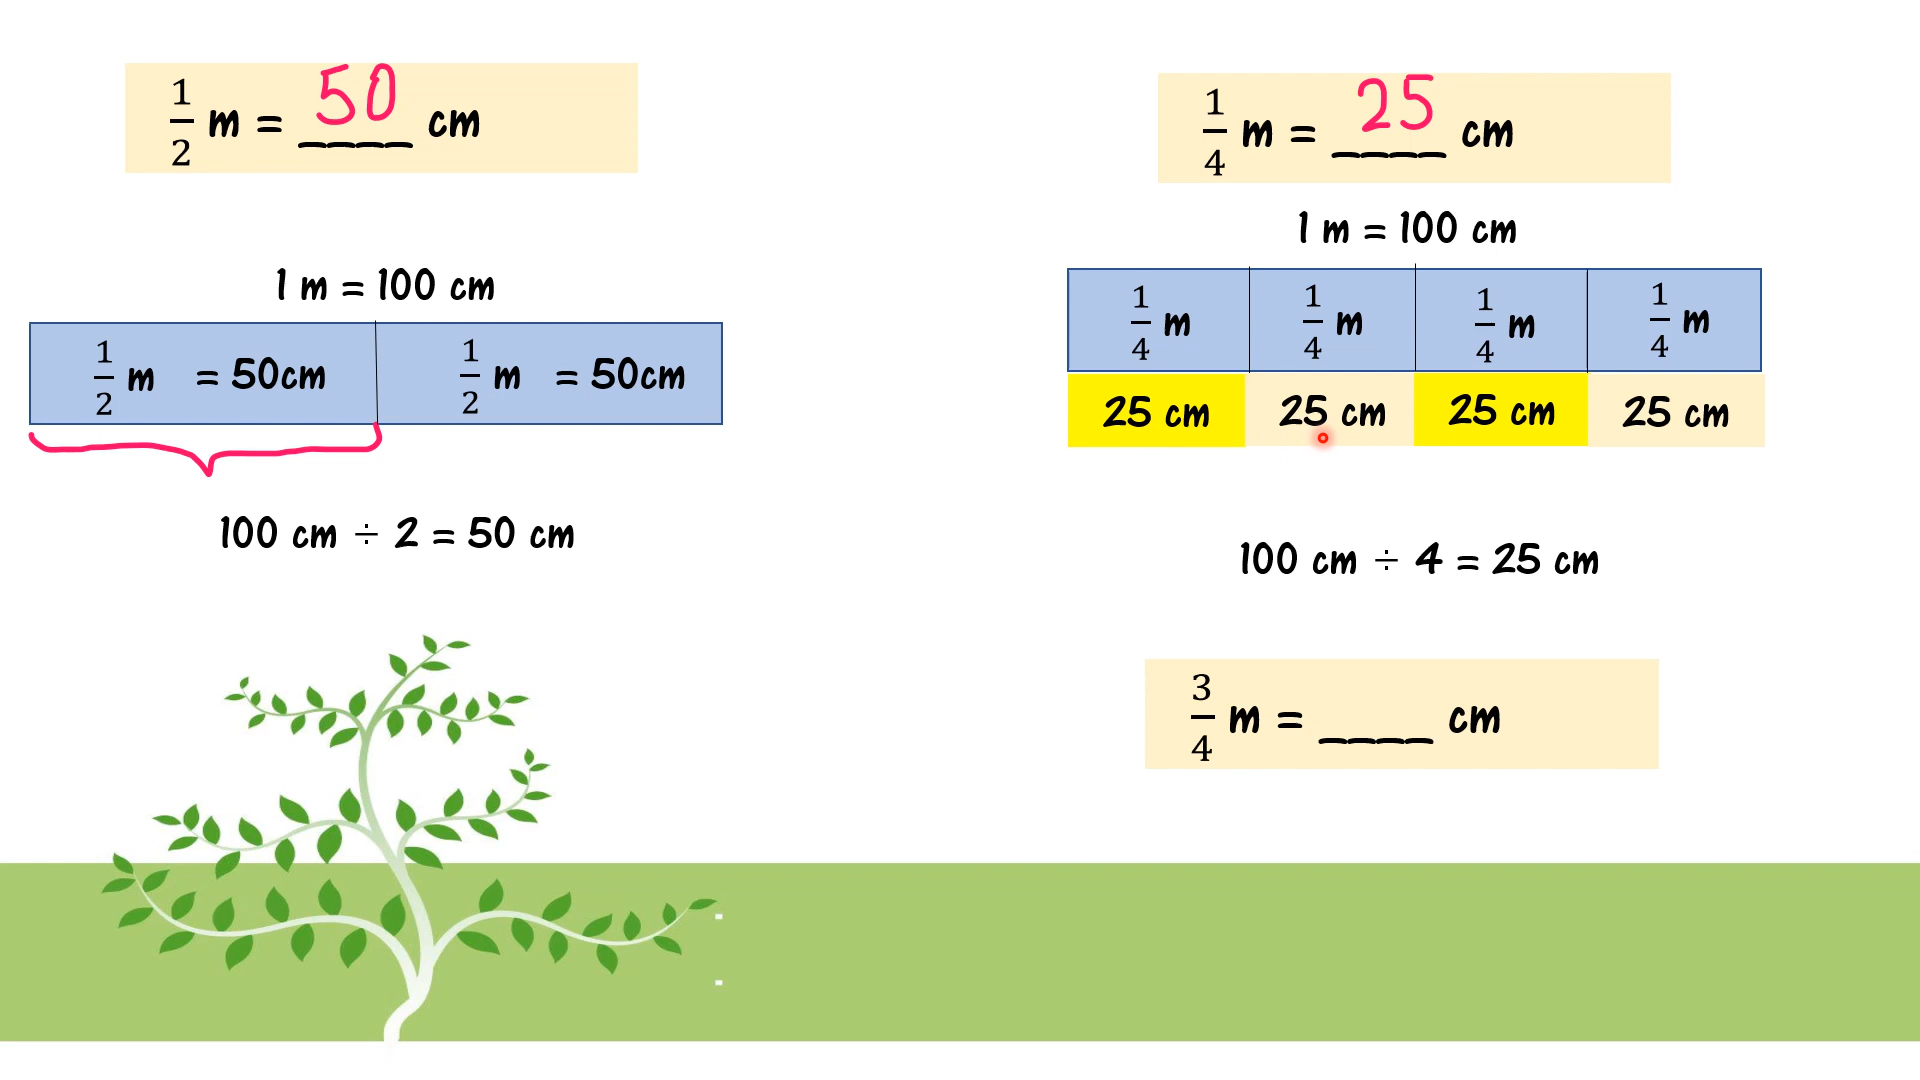 1/2 m = 50 cm
1 m = 100 cm
1/2 m = 50cm 1/2 m = 50cm
100 cm ÷ 2 = 50 cm
1/4 m = 25 cm
1 m = 100 cm
1/4 m 1/4 m 1/4 m 1/4 m
25 cm 25 cm 25 cm 25 cm
100 cm ÷ 4 = 25 cm
3/4 m = ____ cm